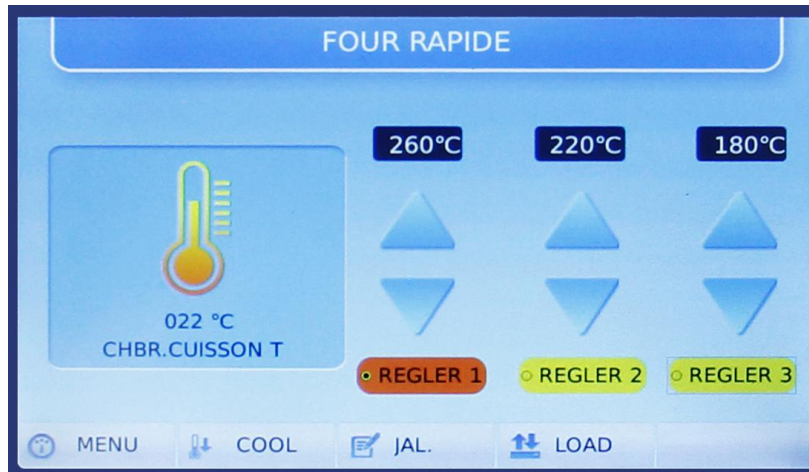 FOUR RAPIDE
260℃ 220℃ 180℃
022 ℃
CHBR.CUISSON T
REGLER 1 REGLER 2 REGLER 3
MENU COOL JAL. LOAD